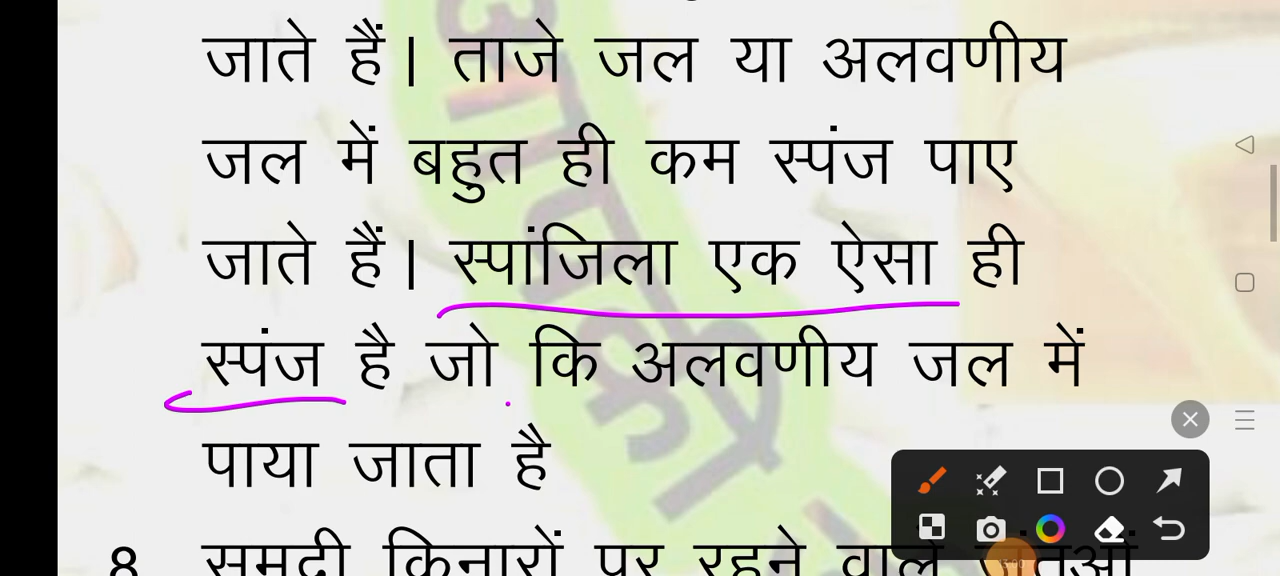 जाते हैं| ताजे जल या अलवणीय
जल में बहुत ही कम स्पंज पाए
जाते हैं| स्पांजिला एक ऐसा ही
स्पंज है जो कि अलवणीय जल में
पाया जाता है
8 समुद्री किनारों पर रहने वाले जंतुओं